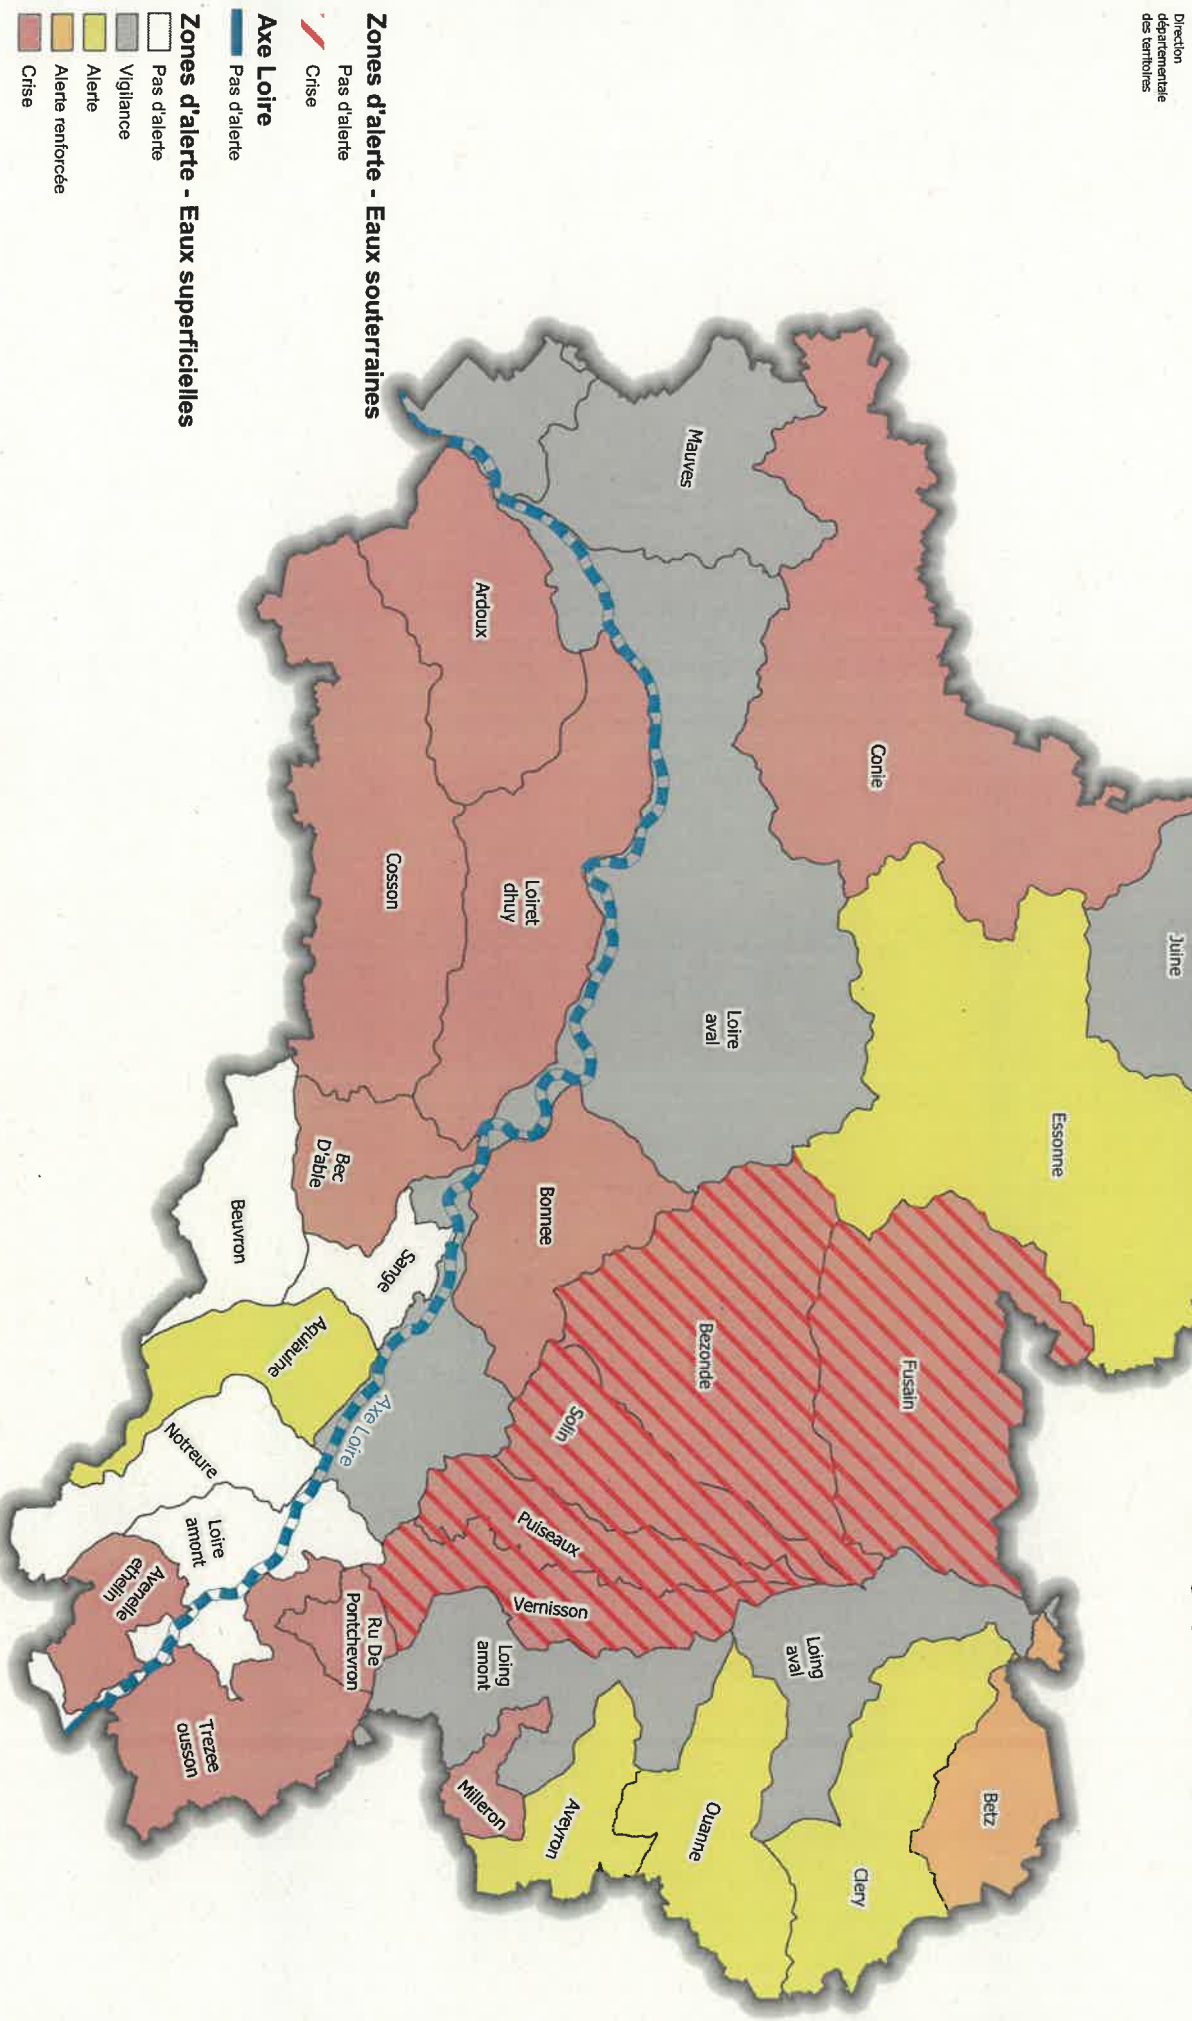 Direction
départementale
des territoires
Juine
Essonne
Conie
Fusain
Betz
Clery
Loing
aval
Mauves
Loire
aval
Bezonde
Ouanne
Solin
Puiseaux
Vernisson
Aveyron
Bonnee
Loiret
dhuy
Ardoux
Loing
amont
Milleron
Cosson
Sange
Axe Loire
Ru De
Pontchevron
Bec
D'able
Aquiaulne
Beuvron
Notreure
Loire
amont
Trezee
ousson
Avenelle
ethelin
Zones d'alerte - Eaux souterraines
Pas d'alerte
Crise
Axe Loire
Pas d'alerte
Zones d'alerte - Eaux superficielles
Pas d'alerte
Vigilance
Alerte
Alerte renforcée
Crise